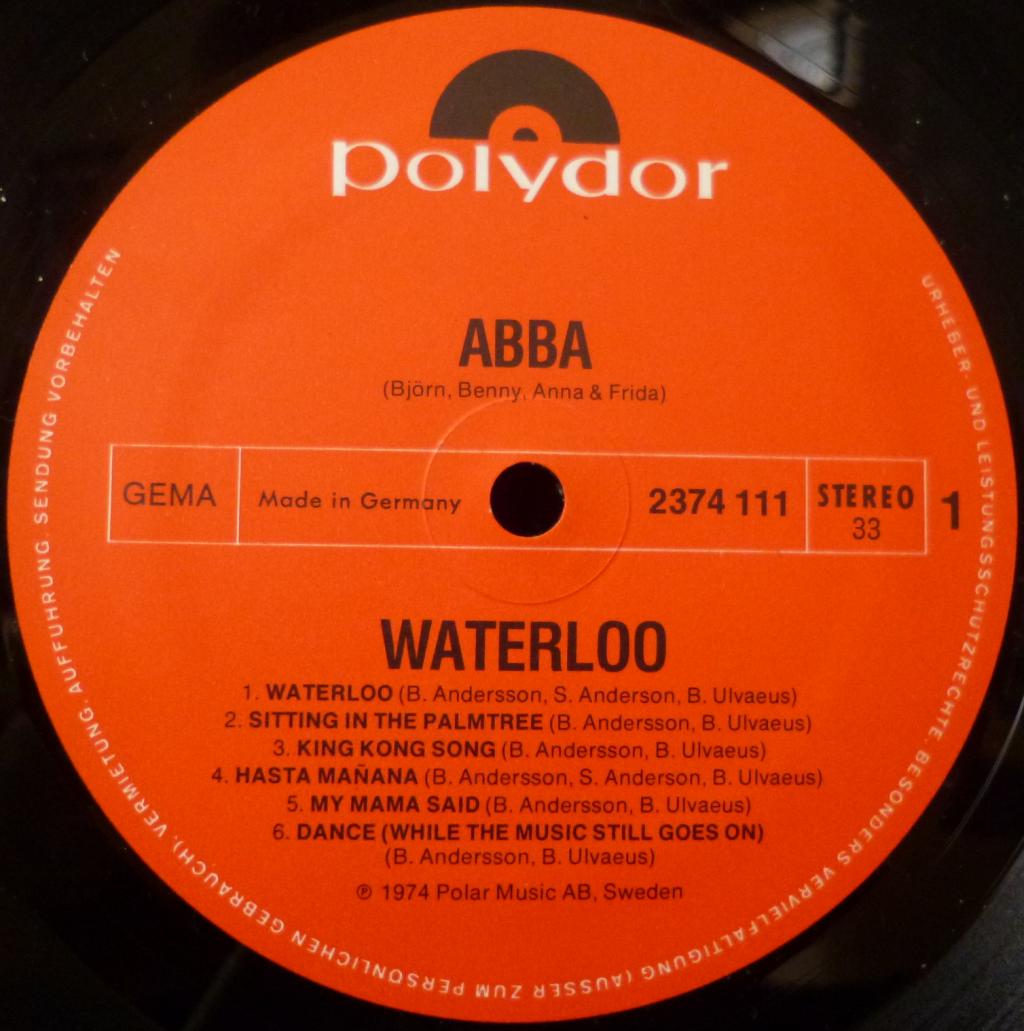 polydor
ABBA
(Björn, Benny, Anna & Frida)
GEMA
Made in Germany
2374 111
STEREO
33
1
WATERLOO
1. WATERLOO (B. Andersson, S. Anderson, B. Ulvaeus)
2. SITTING IN THE PALMTREE (B. Andersson, B. Ulvaeus)
3. KING KONG SONG (B. Andersson, B. Ulvaeus)
4. HASTA MAÑANA (B. Andersson, S. Anderson, B. Ulvaeus)
5. MY MAMA SAID (B. Andersson, B. Ulvaeus)
6. DANCE (WHILE THE MUSIC STILL GOES ON)
(B. Andersson, B. Ulvaeus)
℗ 1974 Polar Music AB, Sweden
URHEBER- UND LEISTUNGSSCHUTZRECHTE, BESONDERS VERVIELFÄLTIGUNG (AUSSER ZUM PERSÖNLICHEN GEBRAUCH), VERMIETUNG, AUFFÜHRUNG, SENDUNG VORBEHALTEN